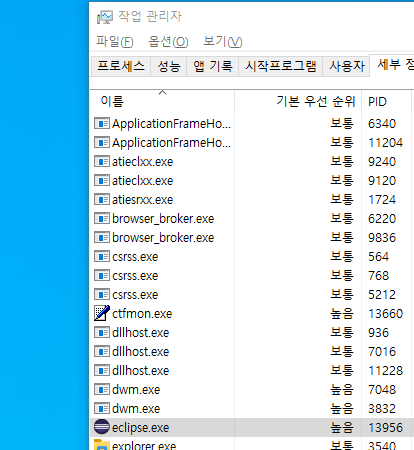 작업 관리자
파일(F) 옵션(O) 보기(V)
프로세스 성능 앱 기록 시작프로그램 사용자 세부 정
이름 기본 우선 순위 PID
ApplicationFrameHo... 보통 6340
ApplicationFrameHo... 보통 11204
atieclxx.exe 보통 9240
atieclxx.exe 보통 9120
atiesrxx.exe 보통 1724
browser_broker.exe 보통 6220
browser_broker.exe 보통 9836
csrss.exe 보통 564
csrss.exe 보통 768
csrss.exe 보통 5212
ctfmon.exe 높음 13660
dllhost.exe 보통 936
dllhost.exe 보통 7016
dllhost.exe 보통 11228
dwm.exe 높음 7048
dwm.exe 높음 3832
eclipse.exe 높음 13956
explorer.exe 보통 3540